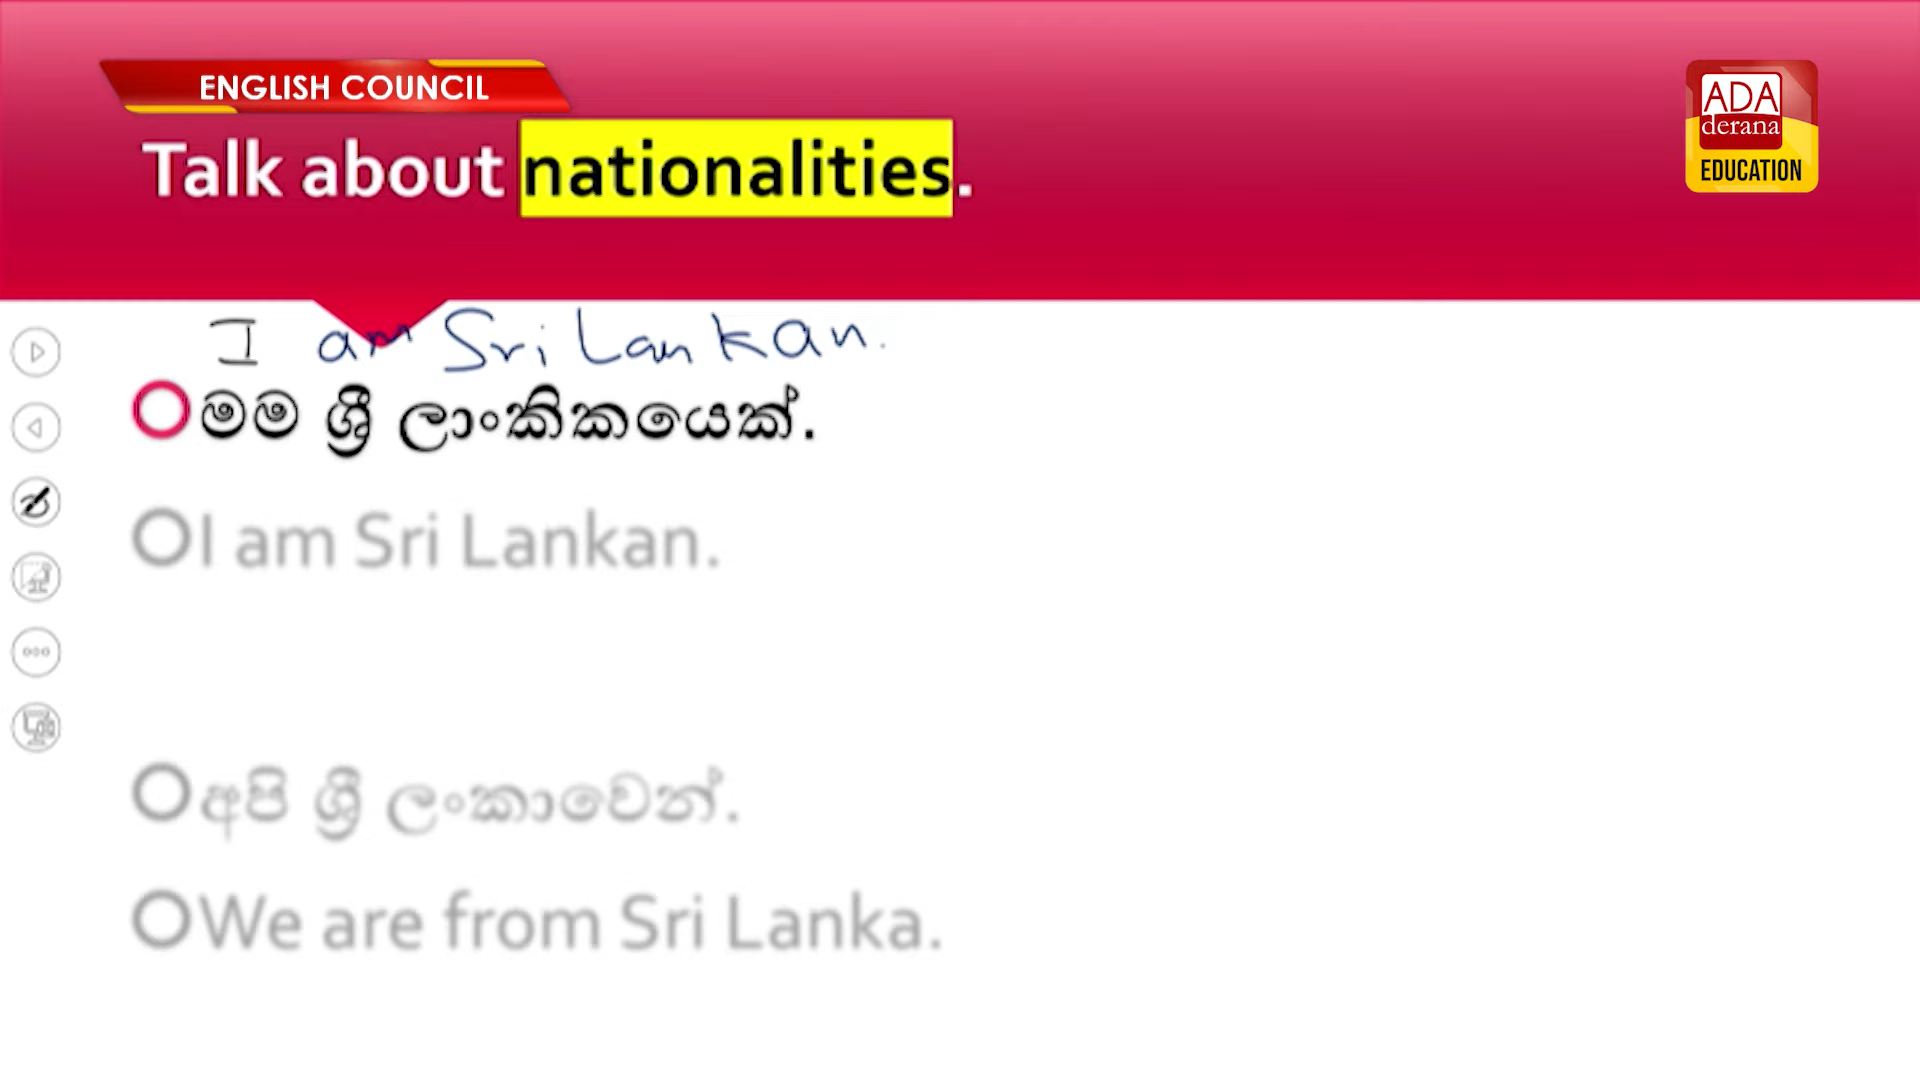 ENGLISH COUNCIL
Talk about nationalities.
ADA
derana
EDUCATION
I am Sri Lankan.
මම ශ්‍රී ලාංකිකයෙක්.
I am Sri Lankan.
අපි ශ්‍රී ලංකාවෙන්.
We are from Sri Lanka.